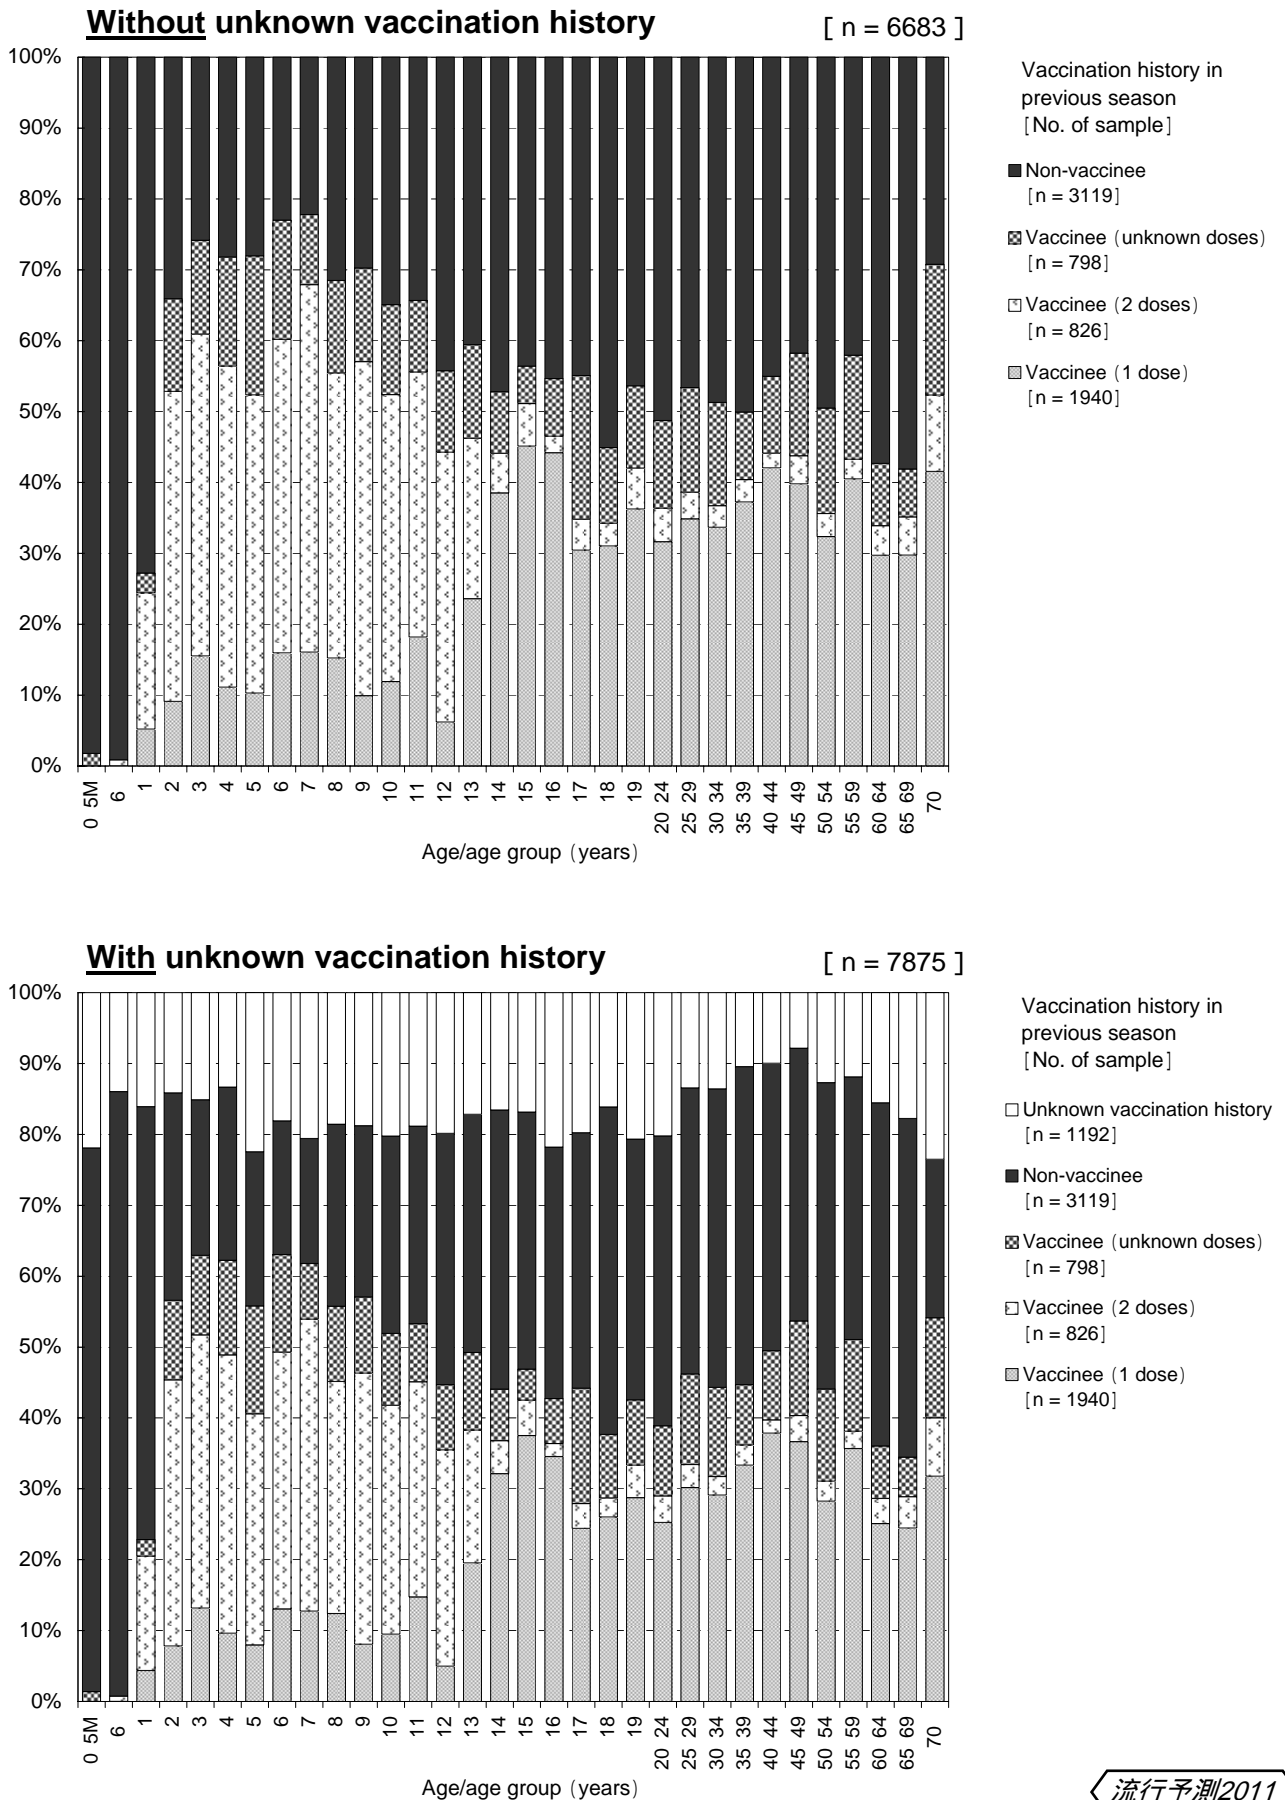 Without unknown vaccination history [ n = 6683 ]
100%
90%
80%
70%
60%
50%
40%
30%
20%
10%
0%
0 5M
6
1
2
3
4
5
6
7
8
9
10
11
12
13
14
15
16
17
18
19
20 24
25 29
30 34
35 39
40 44
45 49
50 54
55 59
60 64
65 69
70
Age/age group (years)
Vaccination history in
previous season
[No. of sample]
Non-vaccinee
[n = 3119]
Vaccinee (unknown doses)
[n = 798]
Vaccinee (2 doses)
[n = 826]
Vaccinee (1 dose)
[n = 1940]
With unknown vaccination history [ n = 7875 ]
100%
90%
80%
70%
60%
50%
40%
30%
20%
10%
0%
0 5M
6
1
2
3
4
5
6
7
8
9
10
11
12
13
14
15
16
17
18
19
20 24
25 29
30 34
35 39
40 44
45 49
50 54
55 59
60 64
65 69
70
Age/age group (years)
Vaccination history in
previous season
[No. of sample]
Unknown vaccination history
[n = 1192]
Non-vaccinee
[n = 3119]
Vaccinee (unknown doses)
[n = 798]
Vaccinee (2 doses)
[n = 826]
Vaccinee (1 dose)
[n = 1940]
流行予測2011